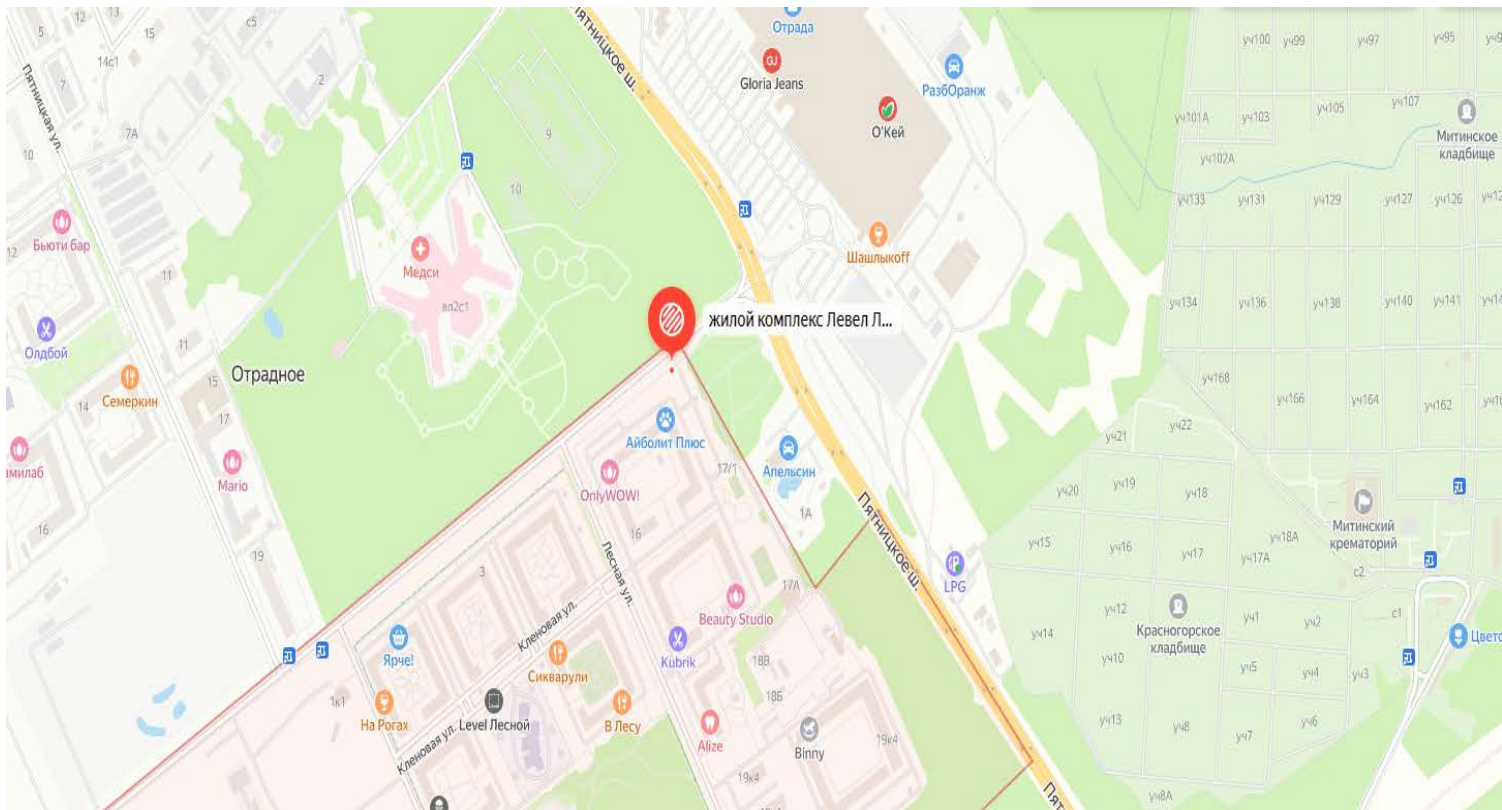 12
13
15
с5
5
14с1
7
2
7А
10
Пятницкая ул.
Пятницкое ш.
Отрада
Gloria Jeans
О'Кей
РазбОранж
уч100
уч99
уч97
уч95
уч101А
уч103
уч105
уч107
Митинское
кладбище
уч102А
уч133
уч131
уч129
уч127
уч126
9
10
12
Бьюти бар
11
Медси
вл2с1
Шашлыкоff
уч134
уч136
уч138
уч140
уч141
жилой комплекс Левел Л...
Олдбой
11
Отрадное
15
Семеркин
14
17
уч168
уч166
уч164
уч162
Айболит Плюс
уч21
уч22
Mario
17/1
Апельсин
OnlyWOW!
16
16
1А
уч20
уч19
уч18
Митинский
крематорий
19
3
Лесная ул.
Пятницкое ш.
уч15
уч16
уч17
уч17А
уч18А
с2
17А
LPG
Beauty Studio
Кленовая ул.
уч14
уч12
Красногорское
кладбище
уч1
уч2
с1
Ярче!
Сикварули
Kubrik
18В
уч10
уч5
уч4
уч3
1к1
На Рогах
Level Лесной
В Лесу
18Б
Alize
Binny
19к4
уч13
уч8
уч7
уч6
Кленовая ул.
19к4
уч8А